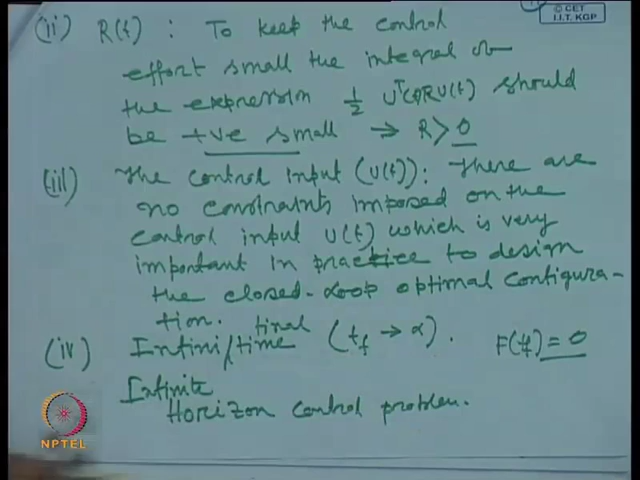 © CET
I.I.T. KGP
(ii) R(t) : To keep the control
effort small the integral of
the expression 1/2 U^T(t)RU(t) should
be +ve small → R>0
(iii) The control input (U(t)): There are
no constraints imposed on the
control input U(t) which is very
important in practice to design
the closed-loop optimal configura-
tion.
(iv) Infini/time final (t_f → α). F(t_f) = 0
Infinite
Horizon control problem.
NPTEL